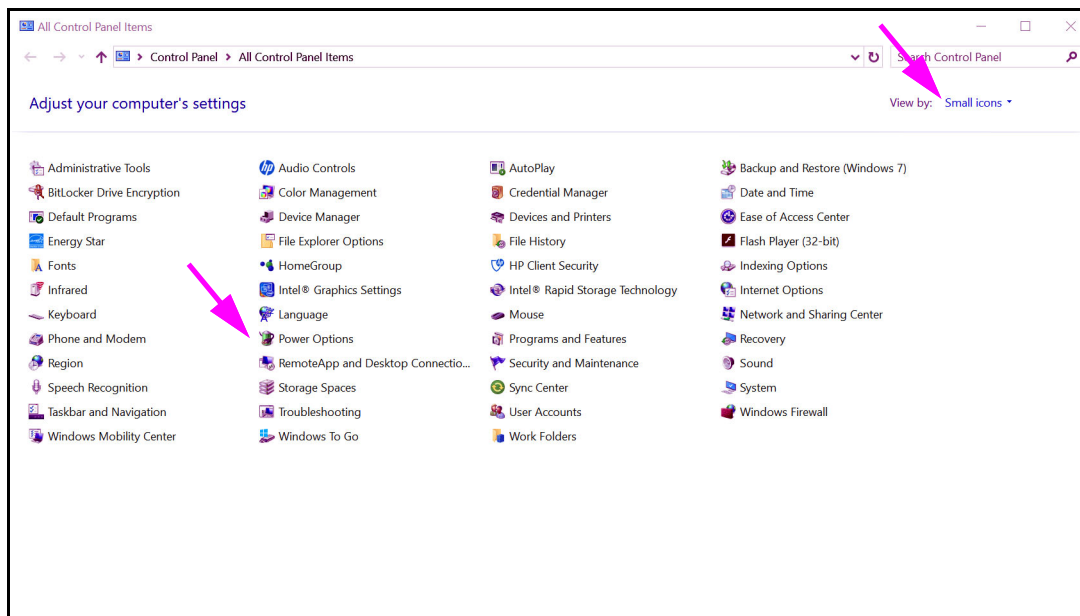 All Control Panel Items
Control Panel > All Control Panel Items
Search Control Panel
Adjust your computer's settings
View by: Small icons
Administrative Tools Audio Controls AutoPlay Backup and Restore (Windows 7)
BitLocker Drive Encryption Color Management Credential Manager Date and Time
Default Programs Device Manager Devices and Printers Ease of Access Center
Energy Star File Explorer Options File History Flash Player (32-bit)
Fonts HomeGroup HP Client Security Indexing Options
Infrared Intel® Graphics Settings Intel® Rapid Storage Technology Internet Options
Keyboard Language Mouse Network and Sharing Center
Phone and Modem Power Options Programs and Features Recovery
Region RemoteApp and Desktop Connectio... Security and Maintenance Sound
Speech Recognition Storage Spaces Sync Center System
Taskbar and Navigation Troubleshooting User Accounts Windows Firewall
Windows Mobility Center Windows To Go Work Folders